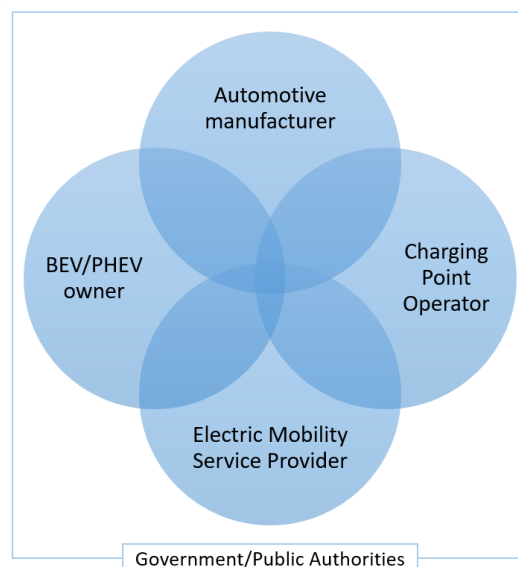 Automotive
manufacturer
BEV/PHEV
owner
Charging
Point
Operator
Electric Mobility
Service Provider
Government/Public Authorities